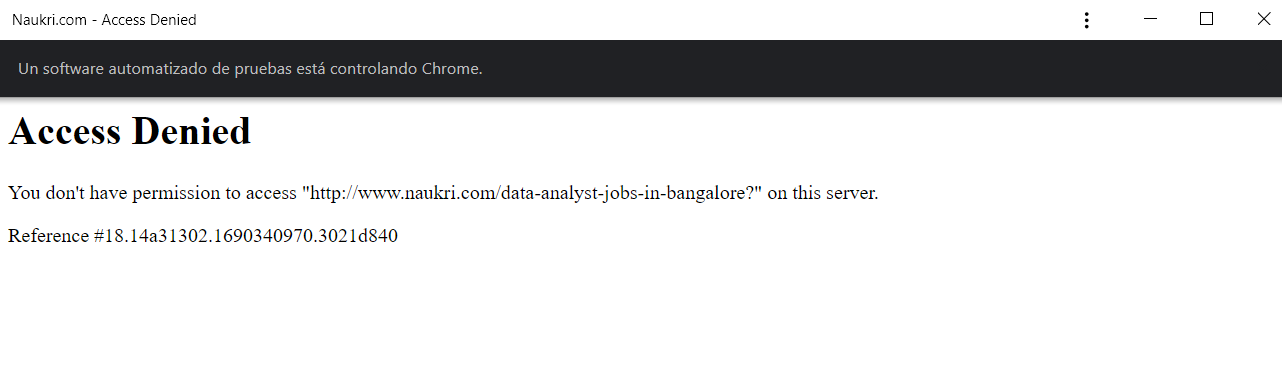 Naukri.com - Access Denied
Un software automatizado de pruebas está controlando Chrome.
Access Denied
You don't have permission to access "http://www.naukri.com/data-analyst-jobs-in-bangalore?" on this server.
Reference #18.14a31302.1690340970.3021d840